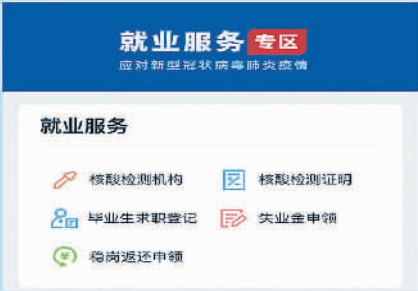 就业服务 专区
应对新型冠状病毒肺炎疫情
就业服务
核酸检测机构 核酸检测证明
毕业生求职登记 失业金申领
稳岗返还申领